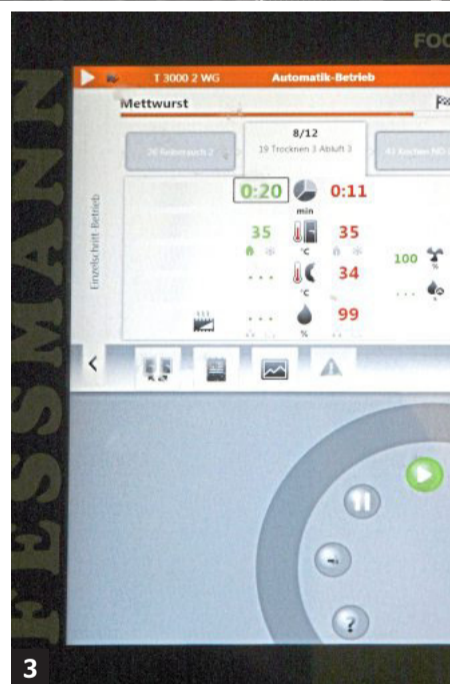 FOO
T 3000 2 WG Automatik-Betrieb
Mettwurst
8/12
19 Trocknen 3 Abluft 3
Einzelschritt-Betrieb
0:20 0:11
min
35 35
°C
100
... 34
...
°C
... 99
%
?
FESSMANN
3